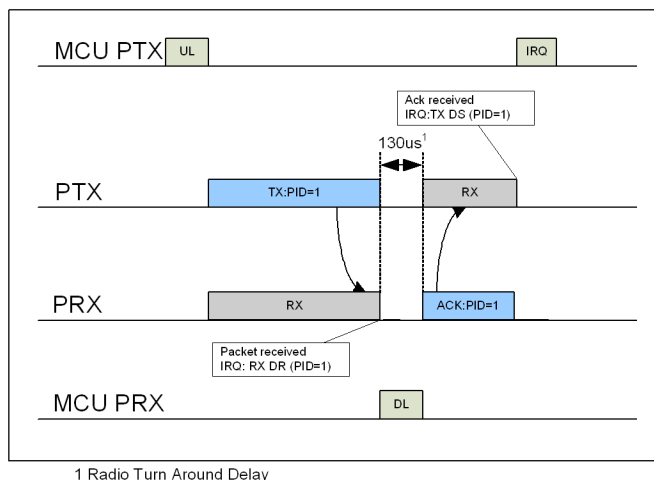 MCU PTX
UL
IRQ
Ack received
IRQ:TX DS (PID=1)
130us¹
PTX
TX:PID=1
RX
PRX
RX
ACK:PID=1
Packet received
IRQ: RX DR (PID=1)
MCU PRX
DL
1 Radio Turn Around Delay